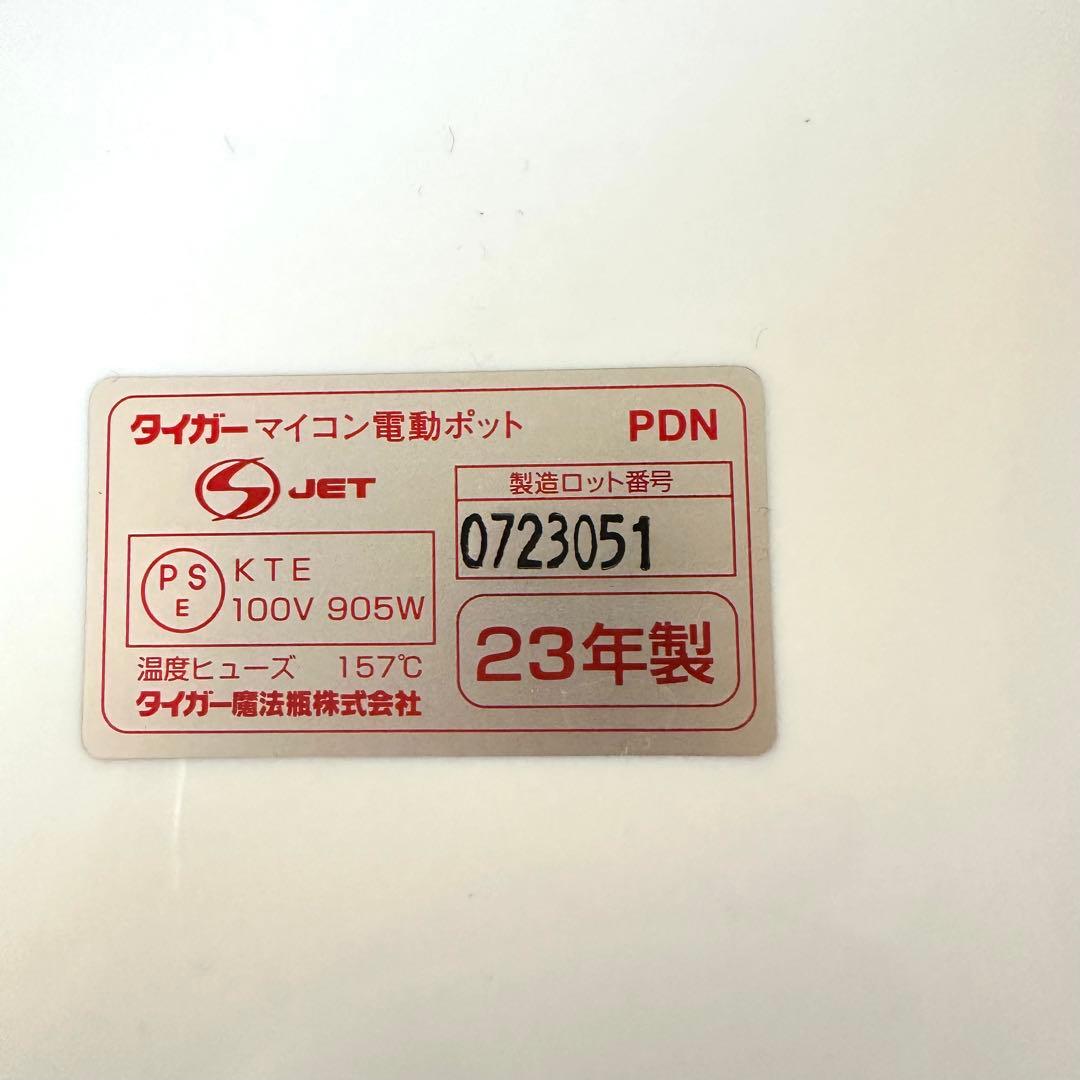 タイガーマイコン電動ポット PDN
S JET
製造ロット番号
0723051
PS E
KTE
100V 905W
23年製
温度ヒューズ 157℃
タイガー魔法瓶株式会社